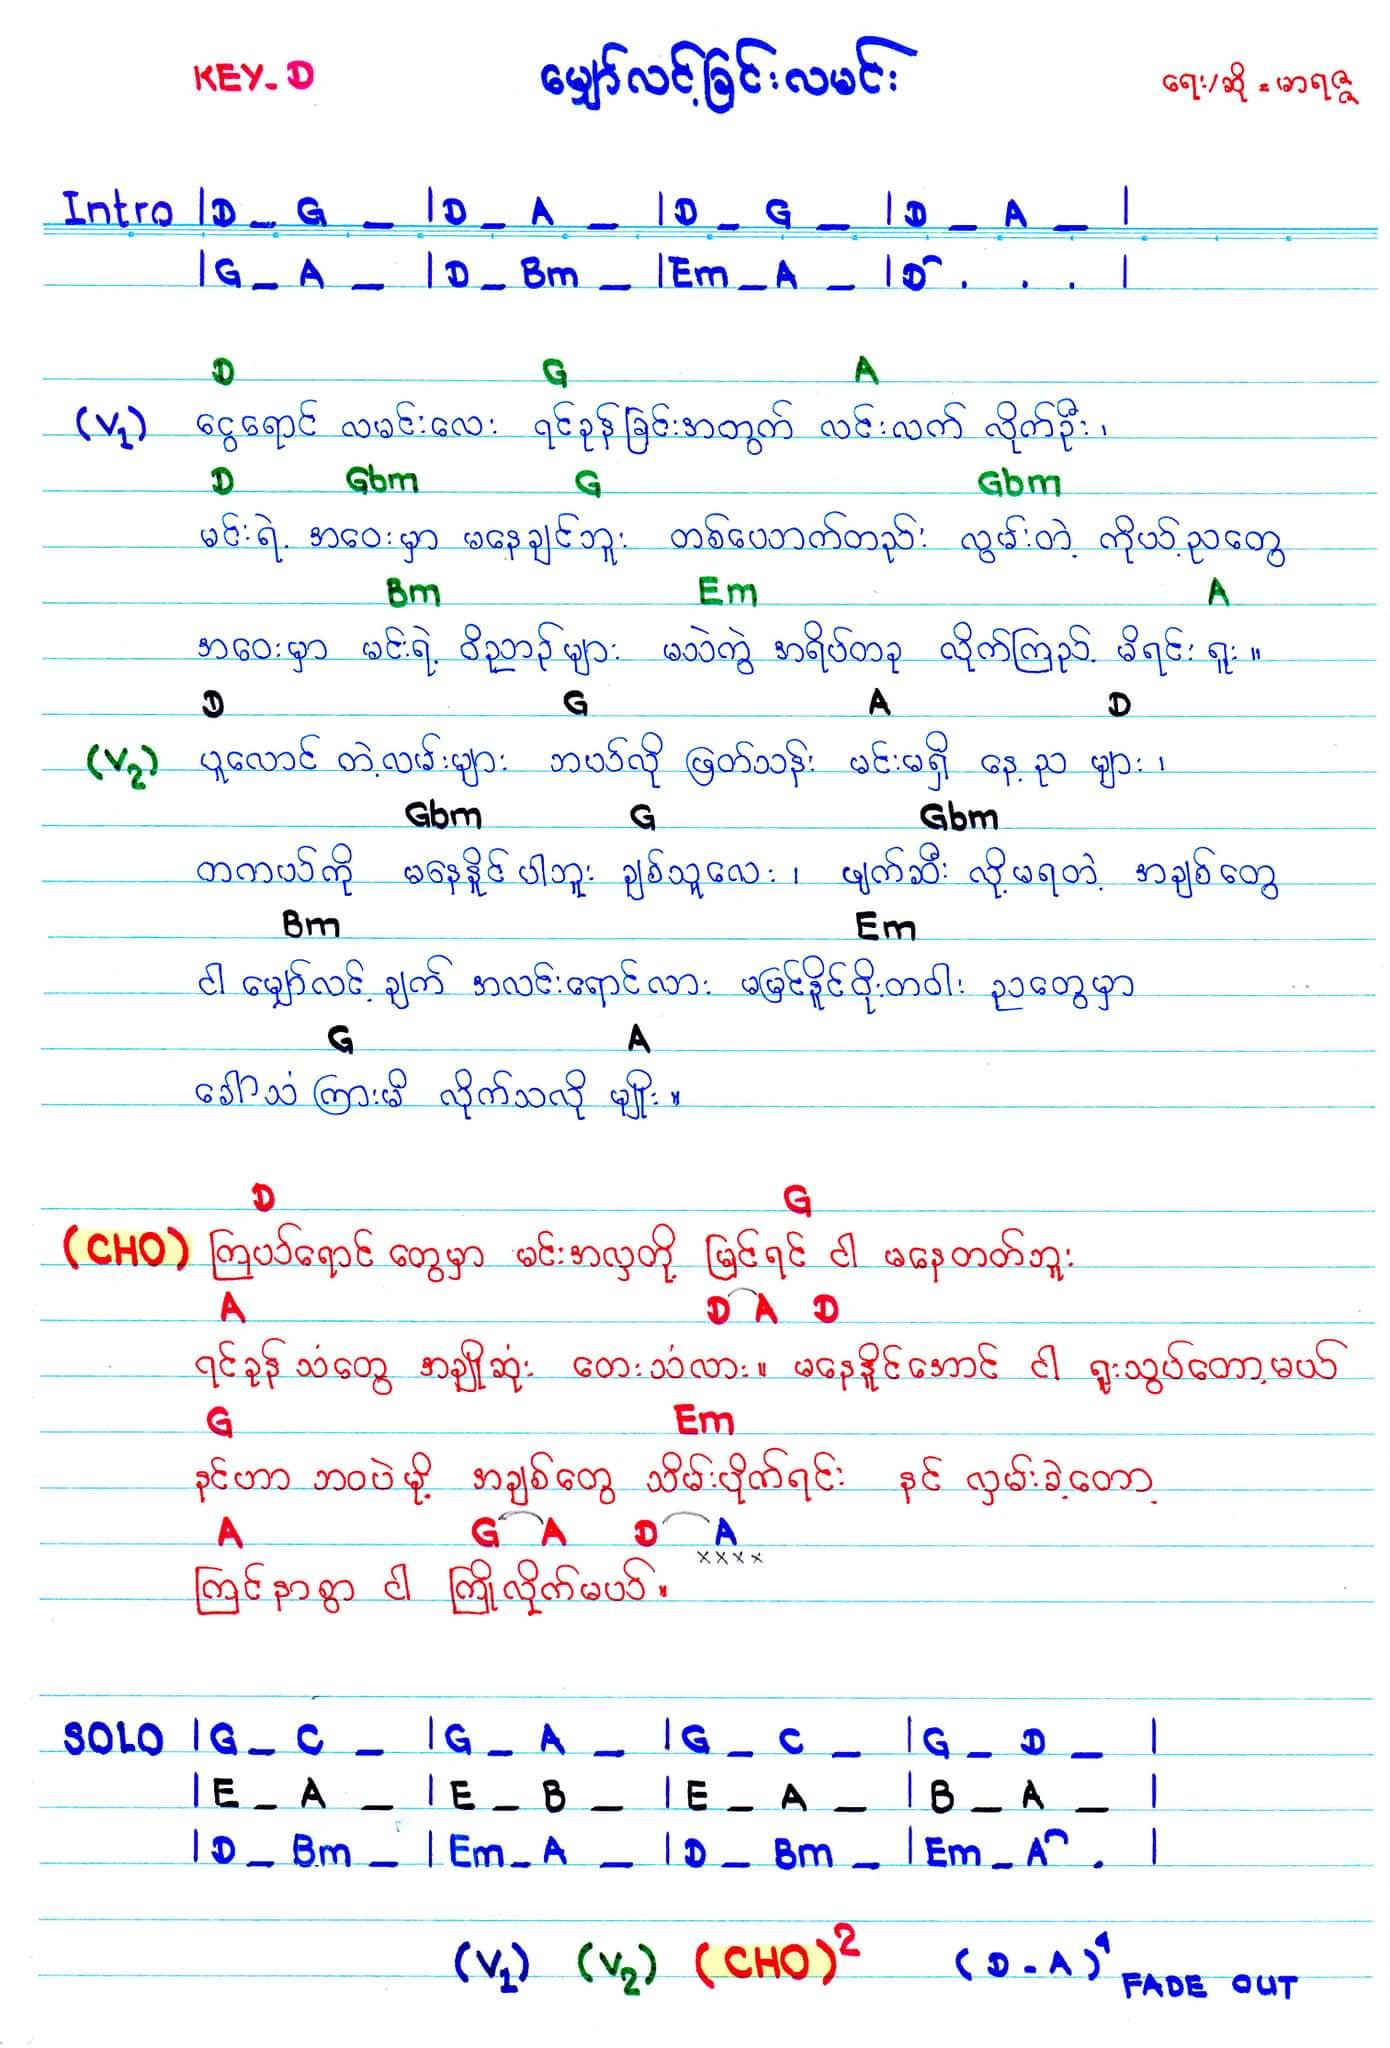 KEY-D မျှော်လင့်ခြင်းလမင်း ရေး/ဆို = မာရဇ္ဇ
Intro |D _ G _ |D _ A _ |D _ G _ |D _ A _ |
|G _ A _ |D _ Bm _ |Em _ A _ |D . . . |
D G A
(V1) ငွေရောင် လမင်းလေး ရင်ခုန်ခြင်းအတွက် လင်းလက် လိုက်ဦး၊
D Gbm G Gbm
မင်းရဲ့ အဝေးမှာ မနေချင်ဘူး တစ်ယောက်တည်း လွမ်းတဲ့ ကိုယ့်ညတွေ
Bm Em A
အဝေးမှာ မင်းရဲ့ ဝိညာဉ်များ မသဲကွဲ အရိပ်တခု လိုက်ကြည့် မိရင်း ရူး။
D G A D
(V2) ပူလောင် တဲ့လမ်းများ ဘယ်လို ဖြတ်သန်း မင်းမရှိ နေ့ည များ၊
Gbm G Gbm
တကယ်ကို မနေနိုင်ပါဘူး ချစ်သူလေး၊ ဖျက်ဆီး လို့မရတဲ့ အချစ်တွေ
Bm Em
ငါ မျှော်လင့်ချက် အလင်းရောင်လား မမြင်နိုင်ဖိုးတဝါး ညတွေမှာ
G A
ခေါ်သံ ကြားမိ လိုက်သလို မျိုး။
D G
(CHO) ကြယ်ရောင် တွေမှာ မင်းအလှတို့ မြင်ရင် ငါ မနေတတ်ဘူး
A D A D
ရင်ခုန်သံတွေ အချိုဆုံး တေးသံလား။ မနေနိုင်အောင် ငါ ရူးသွပ်တော့မယ်
G Em
နင်ဟာ ဘဝပဲမို့ အချစ်တွေ သိမ်းပိုက်ရင်း နင် လှမ်းခဲ့တော့
A G A D A
xxxx
ကြင်နာစွာ ငါ ကြိုလိုက်မယ်။
SOLO |G _ C _ |G _ A _ |G _ C _ |G _ D _ |
|E _ A _ |E _ B _ |E _ A _ |B _ A _ |
|D _ Bm _ |Em _ A _ |D _ Bm _ |Em _ A . |
(V1) (V2) (CHO)2 (D-A)4 FADE OUT